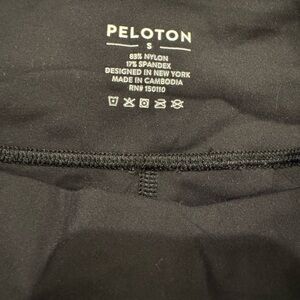 PELOTON
S
83% NYLON
17% SPANDEX
DESIGNED IN NEW YORK
MADE IN CAMBODIA
RN# 150110